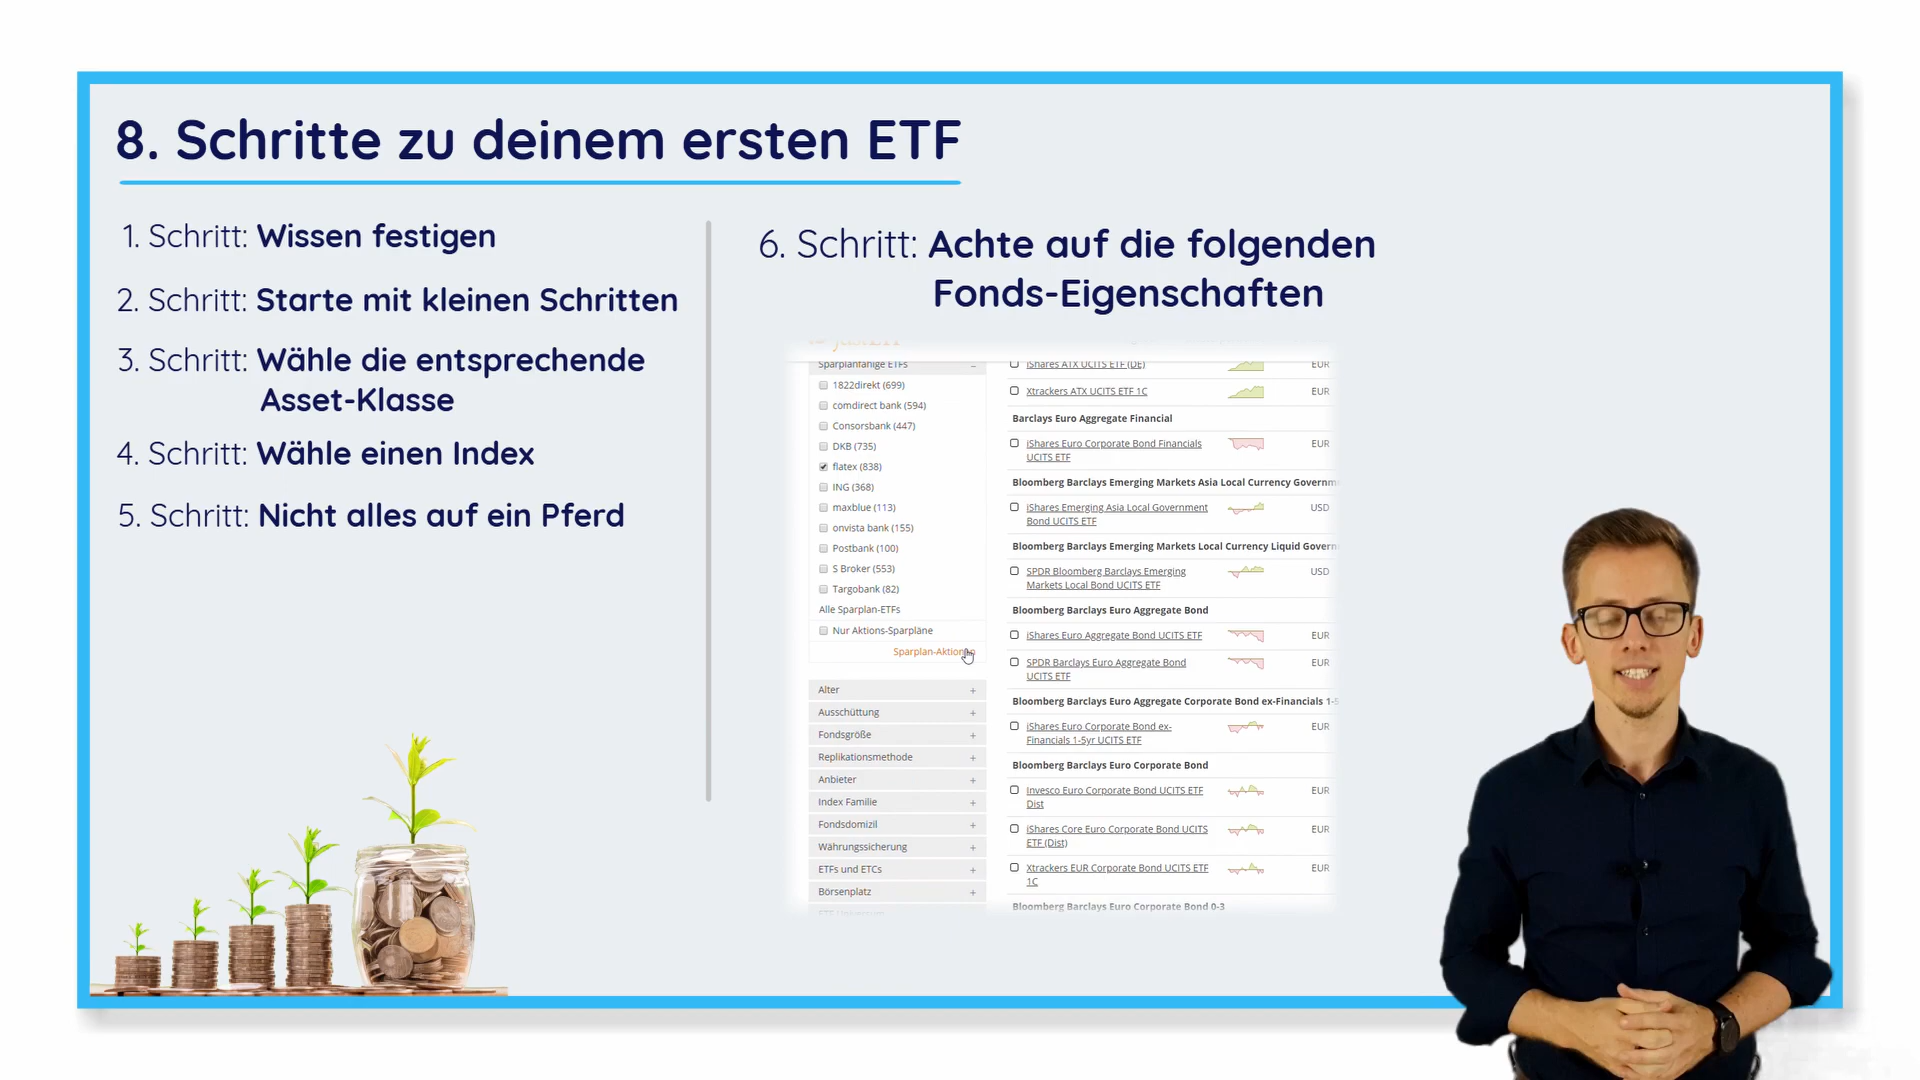 8. Schritte zu deinem ersten ETF
1. Schritt: Wissen festigen
2. Schritt: Starte mit kleinen Schritten
3. Schritt: Wähle die entsprechende
Asset-Klasse
4. Schritt: Wähle einen Index
5. Schritt: Nicht alles auf ein Pferd
6. Schritt: Achte auf die folgenden
Fonds-Eigenschaften
Sparplanfähige ETFs
1822direkt (699)
comdirect bank (594)
Consorsbank (447)
DKB (735)
flatex (838)
ING (368)
maxblue (113)
onvista bank (155)
Postbank (100)
S Broker (553)
Targobank (82)
Alle Sparplan-ETFs
Nur Aktions-Sparpläne
Sparplan-Aktionen
Alter +
Ausschüttung +
Fondsgröße +
Replikationsmethode +
Anbieter +
Index Familie +
Fondsdomizil +
Währungssicherung +
ETFs und ETCs +
Börsenplatz +
iShares ATX UCITS ETF (DE) EUR
Xtrackers ATX UCITS ETF 1C EUR
Barclays Euro Aggregate Financial
iShares Euro Corporate Bond Financials EUR
UCITS ETF
Bloomberg Barclays Emerging Markets Asia Local Currency Governm
iShares Emerging Asia Local Government USD
Bond UCITS ETF
Bloomberg Barclays Emerging Markets Local Currency Liquid Govern
SPDR Bloomberg Barclays Emerging USD
Markets Local Bond UCITS ETF
Bloomberg Barclays Euro Aggregate Bond
iShares Euro Aggregate Bond UCITS ETF EUR
SPDR Barclays Euro Aggregate Bond EUR
UCITS ETF
Bloomberg Barclays Euro Aggregate Corporate Bond ex-Financials 1-5
iShares Euro Corporate Bond ex- EUR
Financials 1-5yr UCITS ETF
Bloomberg Barclays Euro Corporate Bond
Invesco Euro Corporate Bond UCITS ETF EUR
Dist
iShares Core Euro Corporate Bond UCITS EUR
ETF (Dist)
Xtrackers EUR Corporate Bond UCITS ETF EUR
1C
Bloomberg Barclays Euro Corporate Bond 0-3